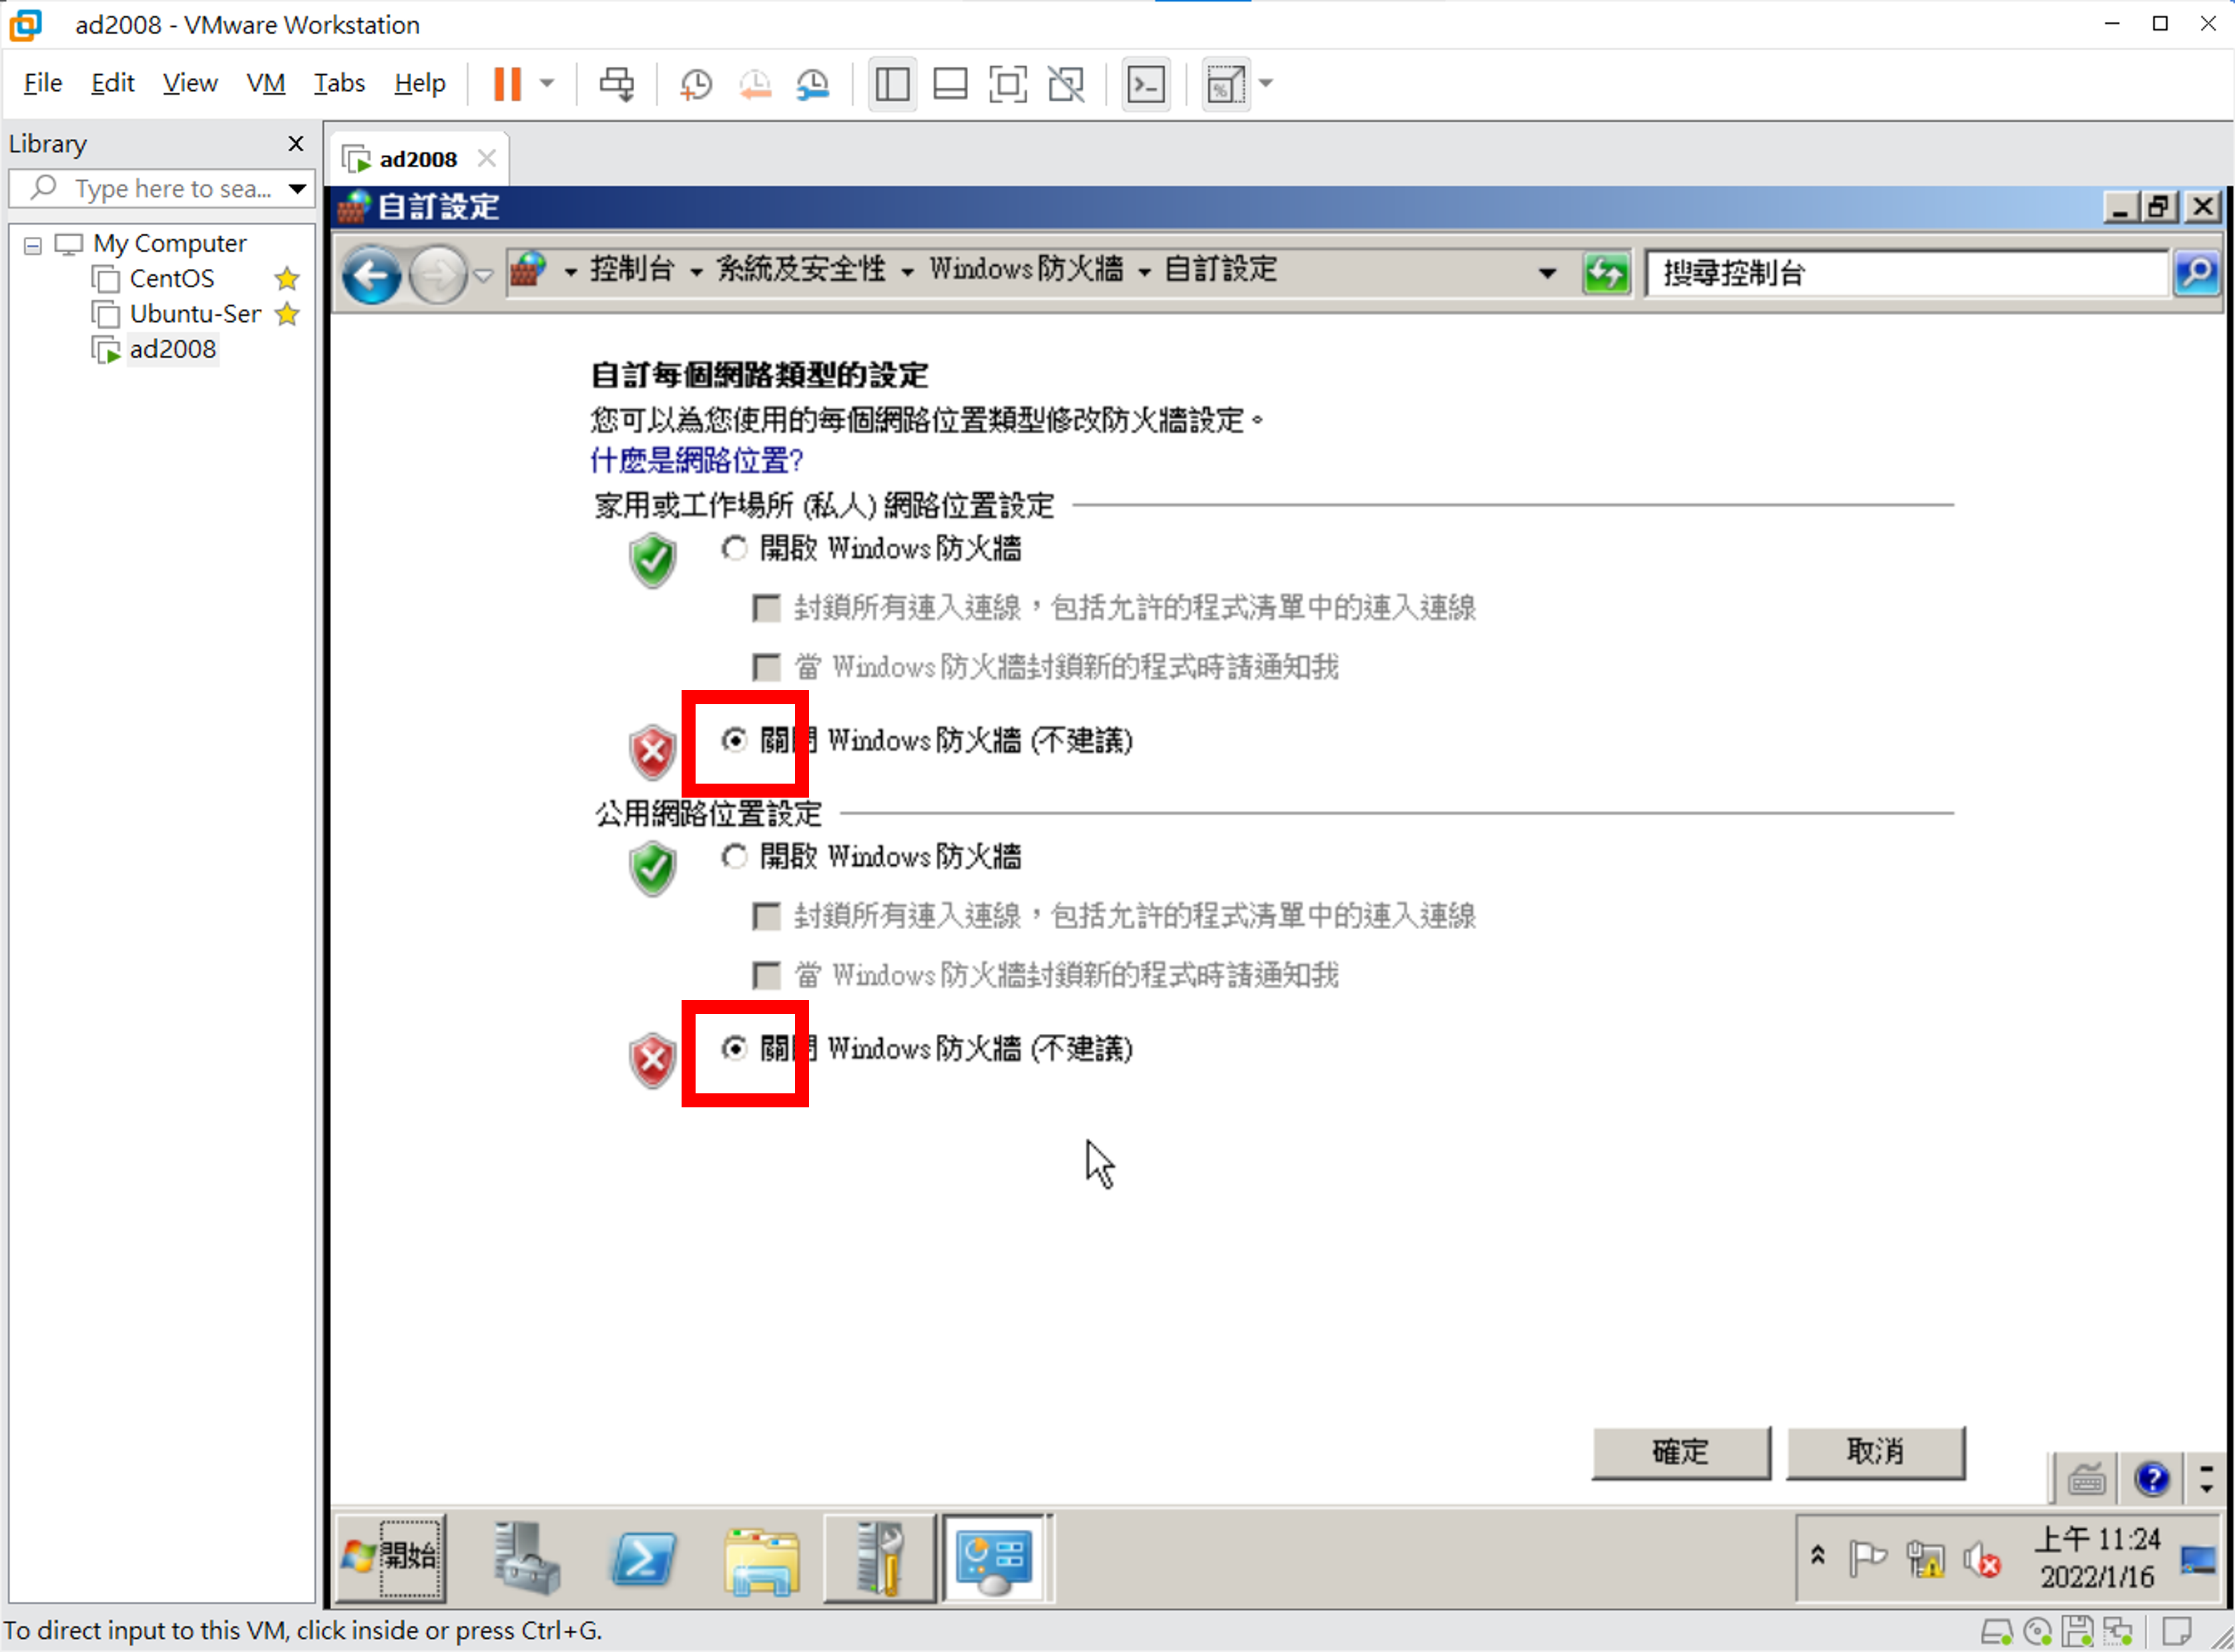 ad2008 - VMware Workstation
File Edit View VM Tabs Help
Library
ad2008
Type here to sea...
自訂設定
My Computer
CentOS
Ubuntu-Ser
ad2008
控制台 系統及安全性 Windows 防火牆 自訂設定
搜尋控制台
自訂每個網路類型的設定
您可以為您使用的每個網路位置類型修改防火牆設定。
什麼是網路位置?
家用或工作場所 (私人) 網路位置設定
開啟 Windows 防火牆
封鎖所有連入連線，包括允許的程式清單中的連入連線
當 Windows 防火牆封鎖新的程式時請通知我
關閉 Windows 防火牆 (不建議)
公用網路位置設定
開啟 Windows 防火牆
封鎖所有連入連線，包括允許的程式清單中的連入連線
當 Windows 防火牆封鎖新的程式時請通知我
關閉 Windows 防火牆 (不建議)
確定 取消
開始
上午 11:24
2022/1/16
To direct input to this VM, click inside or press Ctrl+G.